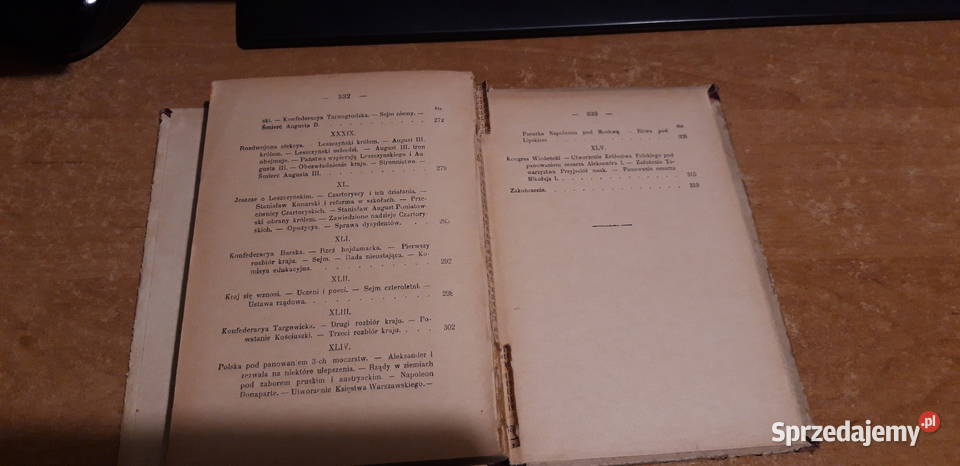 — 332 —
Str.
ski. — Konfederacya Tarnogrodzka. — Sejm niemy. —
Śmierć Augusta II. 272
XXXIX.
Rozdwojona elekcya. — Leszczyński królem. — August III.
królem. — Leszczyński uchodzi. — August III. tron
obejmuje. — Państwa wspierają Leszczyńskiego i Au-
gusta III. — Obezwładnienie kraju. — Stronnictwa. —
Śmierć Augusta III. 279
XL.
Jeszcze o Leszczyńskim. — Czartoryscy i ich działania. —
Stanisław Konarski i reforma w szkołach. — Prze-
ciwnicy Czartoryskich. — Stanisław August Poniatow-
ski obrany królem. — Zawiedzione nadzieje Czartory-
skich. — Opozycya. — Sprawa dysydentów.
XLI.
Konfederacya Barska. — Rzeź hajdamacka. — Pierwszy
rozbiór kraju. — Sejm. — Rada nieustająca. — Ko-
misya edukacyjna. 292
XLII.
Kraj się wznosi. — Uczeni i poeci. — Sejm czteroletni. —
Ustawa rządowa. 298
XLIII.
Konfederacya Targowicka. — Drugi rozbiór kraju. — Po-
wstanie Kościuszki. — Trzeci rozbiór kraju. 302
XLIV.
Polska pod panowaniem 3-ch mocarstw. — Aleksander I
zezwala na niektóre ulepszenia. — Rządy w ziemiach
pod zaborem pruskim i austryackim. — Napoleon
Bonaparte. — Utworzenie Księstwa Warszawskiego. —
— 333 —
Str.
Porażka Napoleona pod Moskwą. — Bitwa pod
Lipskiem
XLV.
Kongres Wiedeński — Utworzenie Królestwa Polskiego pod
panowaniem cesarza Aleksandra I. — Założenie To-
warzystwa Przyjaciół nauk. — Panowanie cesarza
Mikołaja I.
Zakończenie.
Sprzedajemy.pl